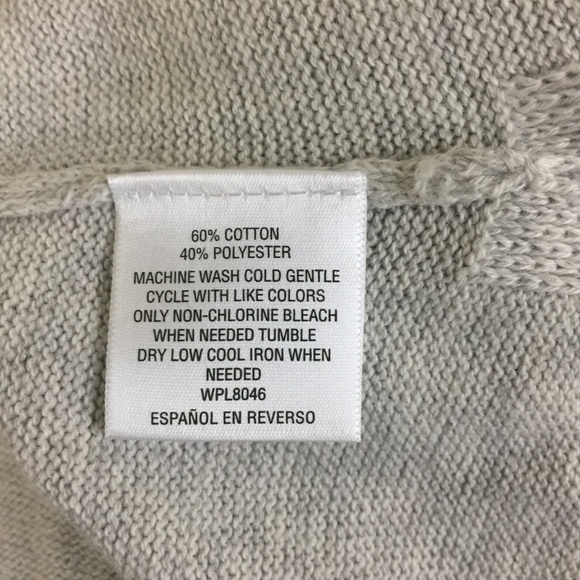 60% COTTON
40% POLYESTER
MACHINE WASH COLD GENTLE
CYCLE WITH LIKE COLORS
ONLY NON-CHLORINE BLEACH
WHEN NEEDED TUMBLE
DRY LOW COOL IRON WHEN
NEEDED
WPL8046
ESPAÑOL EN REVERSO